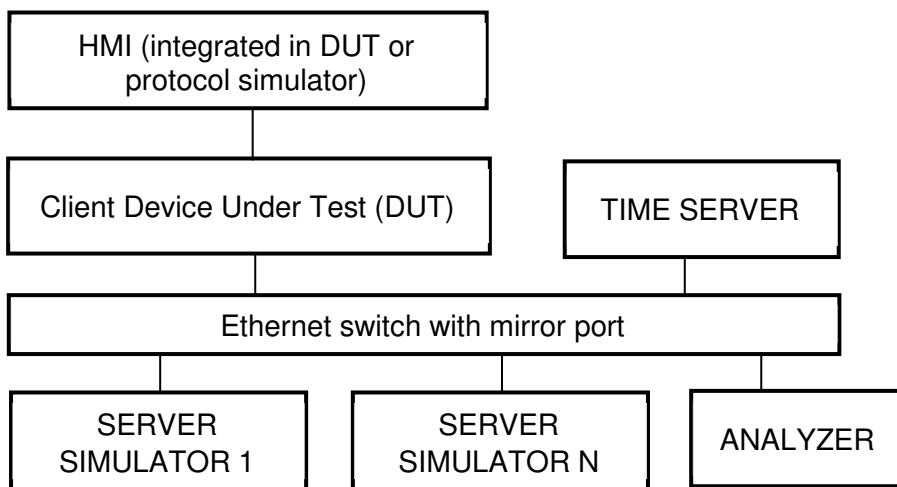 HMI (integrated in DUT or
protocol simulator)
Client Device Under Test (DUT)
TIME SERVER
Ethernet switch with mirror port
SERVER
SIMULATOR 1
SERVER
SIMULATOR N
ANALYZER